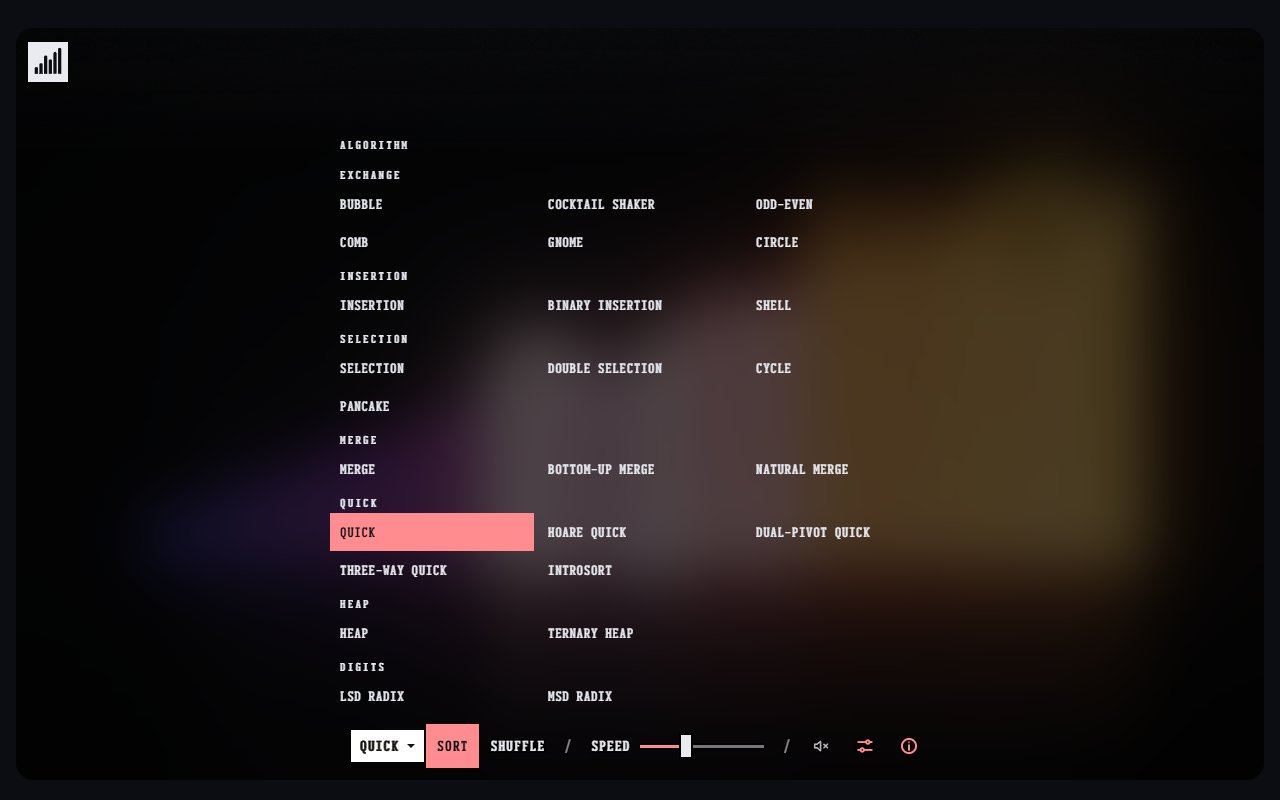 ALGORITHM
EXCHANGE
BUBBLE COCKTAIL SHAKER ODD-EVEN
COMB GNOME CIRCLE
INSERTION
INSERTION BINARY INSERTION SHELL
SELECTION
SELECTION DOUBLE SELECTION CYCLE
PANCAKE
MERGE
MERGE BOTTOM-UP MERGE NATURAL MERGE
QUICK
QUICK HOARE QUICK DUAL-PIVOT QUICK
THREE-WAY QUICK INTROSORT
HEAP
HEAP TERNARY HEAP
DIGITS
LSD RADIX MSD RADIX
QUICK SORT SHUFFLE / SPEED /